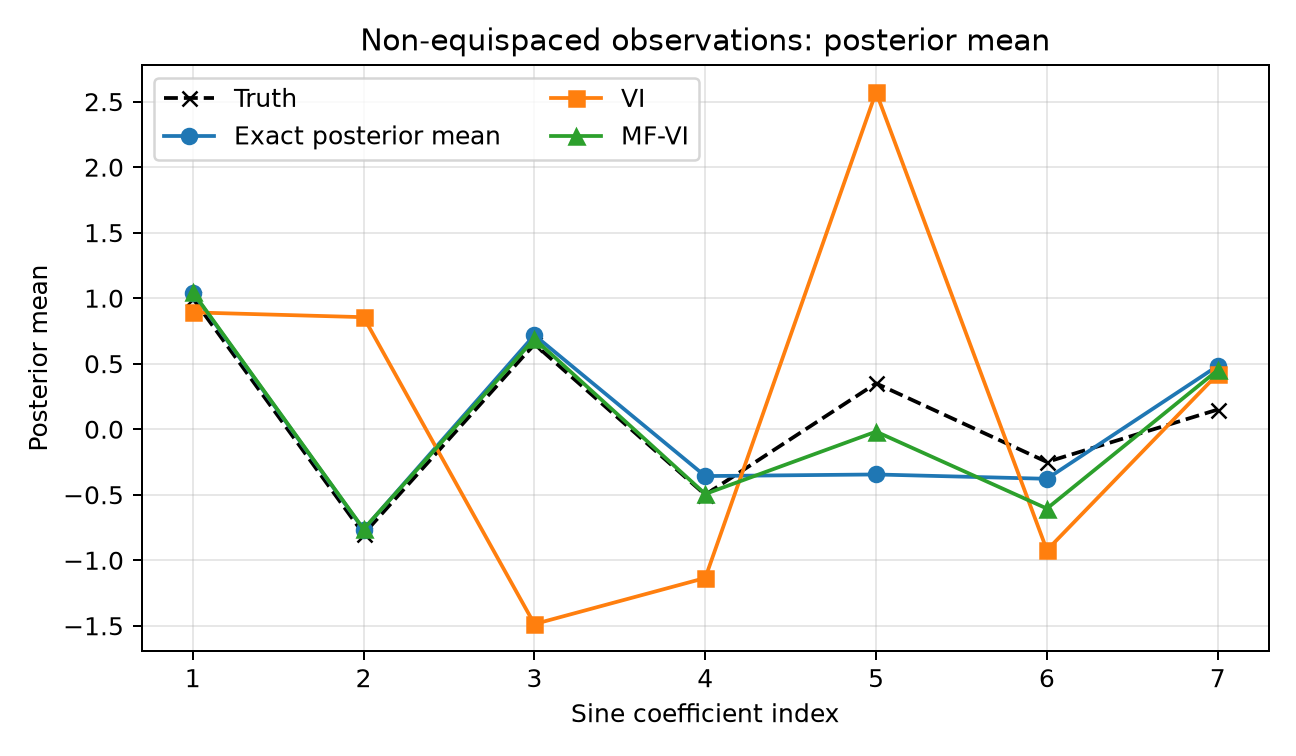 Non-equispaced observations: posterior mean
Truth
Exact posterior mean
VI
MF-VI
Posterior mean
2.5
2.0
1.5
1.0
0.5
0.0
−0.5
−1.0
−1.5
1 2 3 4 5 6 7
Sine coefficient index